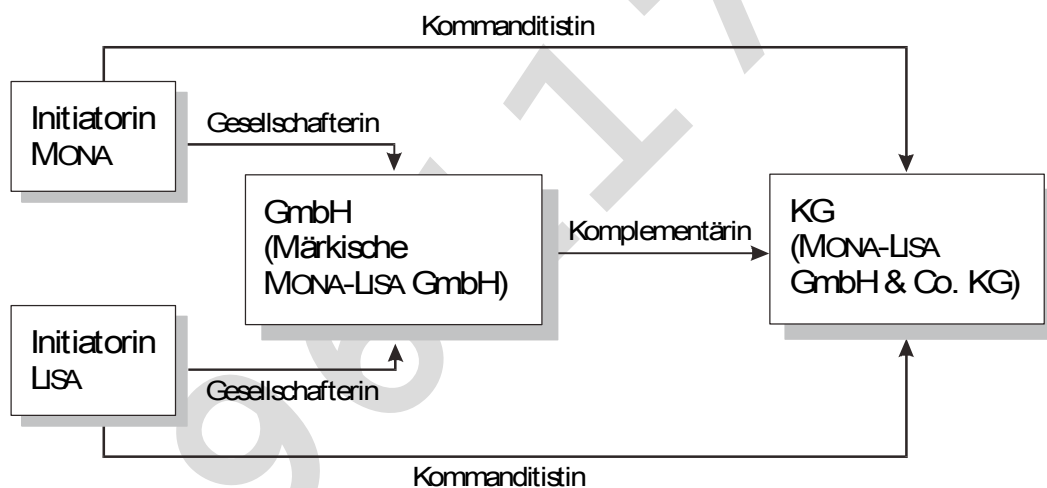 Kommanditistin
Initiatorin
MONA
Gesellschafterin
GmbH
(Märkische
MONA-LISA GmbH)
Komplementärin
KG
(MONA-LISA
GmbH & Co. KG)
Initiatorin
LISA
Gesellschafterin
Kommanditistin